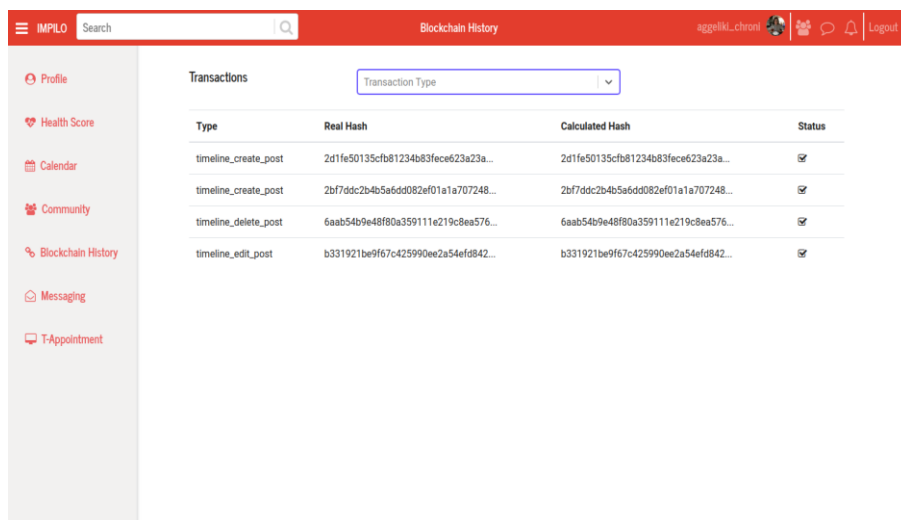 IMPILO Search Blockchain History aggeliki_chroni Logout
Profile
Health Score
Calendar
Community
Blockchain History
Messaging
T-Appointment
Transactions Transaction Type
Type Real Hash Calculated Hash Status
timeline_create_post 2d1fe50135cfb81234b83fece623a23a... 2d1fe50135cfb81234b83fece623a23a...
timeline_create_post 2bf7ddc2b4b5a6dd082ef01a1a707248... 2bf7ddc2b4b5a6dd082ef01a1a707248...
timeline_delete_post 6aab54b9e48f80a359111e219c8ea576... 6aab54b9e48f80a359111e219c8ea576...
timeline_edit_post b331921be9f67c425990ee2a54efd842... b331921be9f67c425990ee2a54efd842...